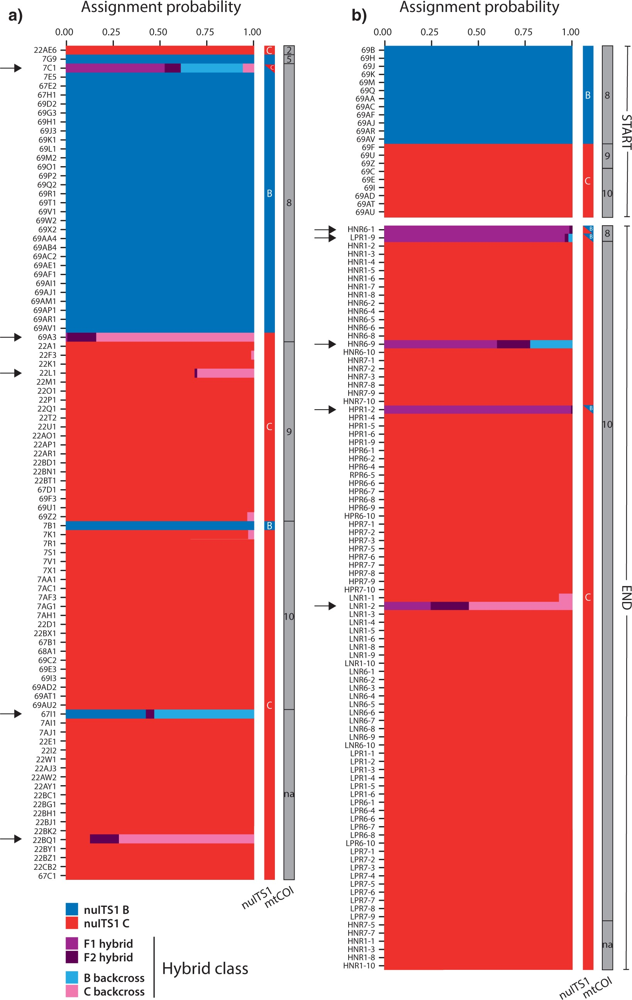 a)
Assignment probability
0.00 0.25 0.50 0.75 1.00
22AE6 C 2
7G9 5
7C1 C
7E5
67E2
67H1
69D2
69G3
69H1
69J3
69K1
69L1
69M2
69O1
69P2
69Q2
69R1 B
69T1 8
69V1
69W2
69X2
69AA4
69AB4
69AC2
69AE1
69AF1
69AI1
69AJ1
69AM1
69AP1
69AR1
69AV1
69A3
22A1
22F3
22K1
22L1
22M1
22O1
22P1
22Q1
22T2
22U1 C
22AO1 9
22AP1
22AR1
22BD1
22BN1
22BT1
67D1
69F3
69U1
69Z2
7B1 B
7K1
7R1
7S1
7V1
7X1
7AA1
7AC1
7AF3
7AG1
7AH1 10
22D1
22BX1
67B1
68A1
69C2
69E3
69I3
69AD2
69AT1
69AU2 C
67I1
7AI1
7AJ1
22E1
22I2
22W1
22AJ3
22AW2
22AY1
22BC1 na
22BG1
22BH1
22BJ1
22BK2
22BQ1
22BY1
22BZ1
22CB2
67C1
nuITS1 mtCOI
nuITS1 B
nuITS1 C
F1 hybrid
F2 hybrid
B backcross
C backcross
Hybrid class
b)
Assignment probability
0.00 0.25 0.50 0.75 1.00
69B
69H
69J
69K
69M
69Q
69AA B 8
69AC
69AF
69AJ
69AR
69AV
69F
69U 9
69Z
69C
69E C
69I
69AD 10
69AT
69AU
START
HNR6-1 B 8
LPR1-9 B
HNR1-2
HNR1-3
HNR1-4
HNR1-5
HNR1-6
HNR1-7
HNR1-8
HNR6-2
HNR6-4
HNR6-5
HNR6-6
HNR6-8
HNR6-9
HNR6-10
HNR7-1
HNR7-2
HNR7-3
HNR7-8
HNR7-9
HNR7-10
HPR1-2 B
HPR1-4
HPR1-5 10
HPR1-6
HPR1-9
HPR6-1
HPR6-2
HPR6-4
RPR6-5
HPR6-6
HPR6-7
HPR6-8
HPR6-9
HPR6-10
HPR7-1
HPR7-2
HPR7-3
HPR7-5
HPR7-6
HPR7-7
HPR7-8
HPR7-9
HPR7-10
LNR1-1 C
LNR1-2
LNR1-3
LNR1-4
LNR1-5
LNR1-6
LNR1-8
LNR1-9
LNR1-10
LNR6-1
LNR6-2
LNR6-3
LNR6-4
LNR6-5
LNR6-6
LNR6-7
LNR6-8
LNR6-9
LNR6-10
LPR1-1
LPR1-2
LPR1-3
LPR1-4
LPR1-5
LPR1-6
LPR6-1
LPR6-4
LPR6-6
LPR6-7
LPR6-8
LPR6-10
LPR7-1
LPR7-2
LPR7-3
LPR7-4
LPR7-5
LPR7-6
LPR7-7
LPR7-8
LPR7-9
HNR7-5
HNR7-7
HNR1-1 na
HNR1-3
HNR1-8
HNR1-10
END
nuITS1 mtCOI